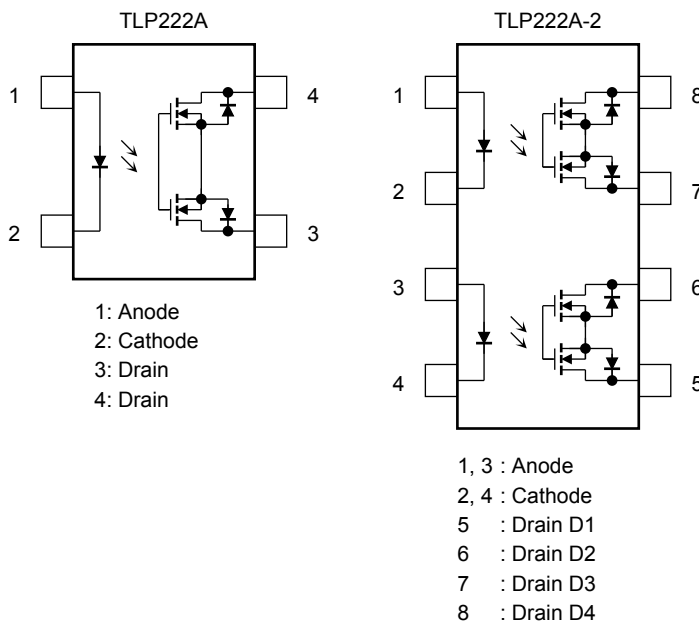 TLP222A
1
4
2
3
1: Anode
2: Cathode
3: Drain
4: Drain
TLP222A-2
1
8
2
7
3
6
4
5
1, 3 : Anode
2, 4 : Cathode
5 : Drain D1
6 : Drain D2
7 : Drain D3
8 : Drain D4